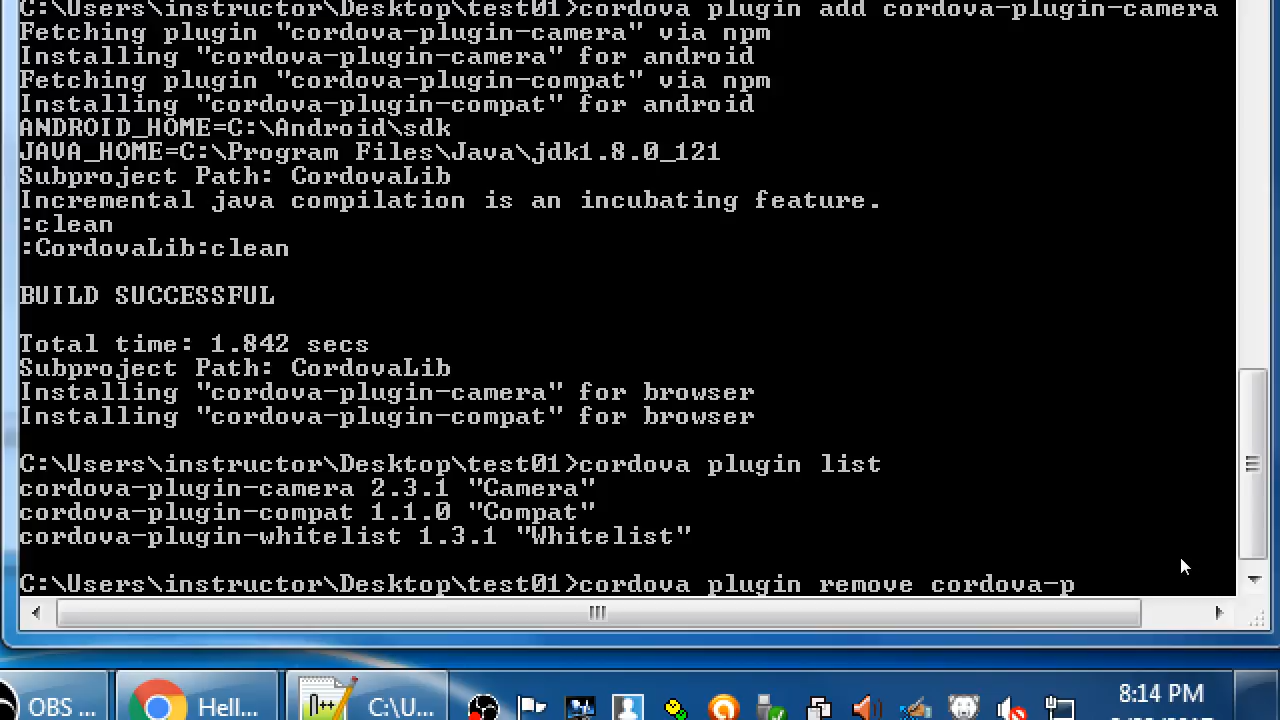 C:\Users\instructor\Desktop\test01>cordova plugin add cordova-plugin-camera
Fetching plugin "cordova-plugin-camera" via npm
Installing "cordova-plugin-camera" for android
Fetching plugin "cordova-plugin-compat" via npm
Installing "cordova-plugin-compat" for android
ANDROID_HOME=C:\Android\sdk
JAVA_HOME=C:\Program Files\Java\jdk1.8.0_121
Subproject Path: CordovaLib
Incremental java compilation is an incubating feature.
:clean
:CordovaLib:clean
BUILD SUCCESSFUL
Total time: 1.842 secs
Subproject Path: CordovaLib
Installing "cordova-plugin-camera" for browser
Installing "cordova-plugin-compat" for browser
C:\Users\instructor\Desktop\test01>cordova plugin list
cordova-plugin-camera 2.3.1 "Camera"
cordova-plugin-compat 1.1.0 "Compat"
cordova-plugin-whitelist 1.3.1 "Whitelist"
C:\Users\instructor\Desktop\test01>cordova plugin remove cordova-p
OBS ... Hell... C:\U... 8:14 PM